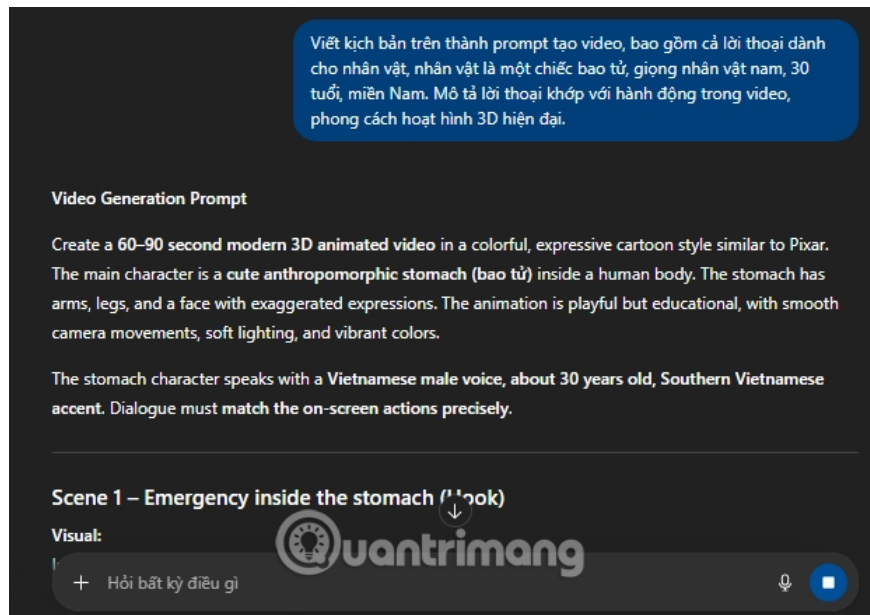 Viết kịch bản trên thành prompt tạo video, bao gồm cả lời thoại dành
cho nhân vật, nhân vật là một chiếc bao tử, giọng nhân vật nam, 30
tuổi, miền Nam. Mô tả lời thoại khớp với hành động trong video,
phong cách hoạt hình 3D hiện đại.
Video Generation Prompt
Create a 60–90 second modern 3D animated video in a colorful, expressive cartoon style similar to Pixar.
The main character is a cute anthropomorphic stomach (bao tử) inside a human body. The stomach has
arms, legs, and a face with exaggerated expressions. The animation is playful but educational, with smooth
camera movements, soft lighting, and vibrant colors.
The stomach character speaks with a Vietnamese male voice, about 30 years old, Southern Vietnamese
accent. Dialogue must match the on-screen actions precisely.
Scene 1 – Emergency inside the stomach (Hook)
Visual:
Quantrimang
Hỏi bất kỳ điều gì